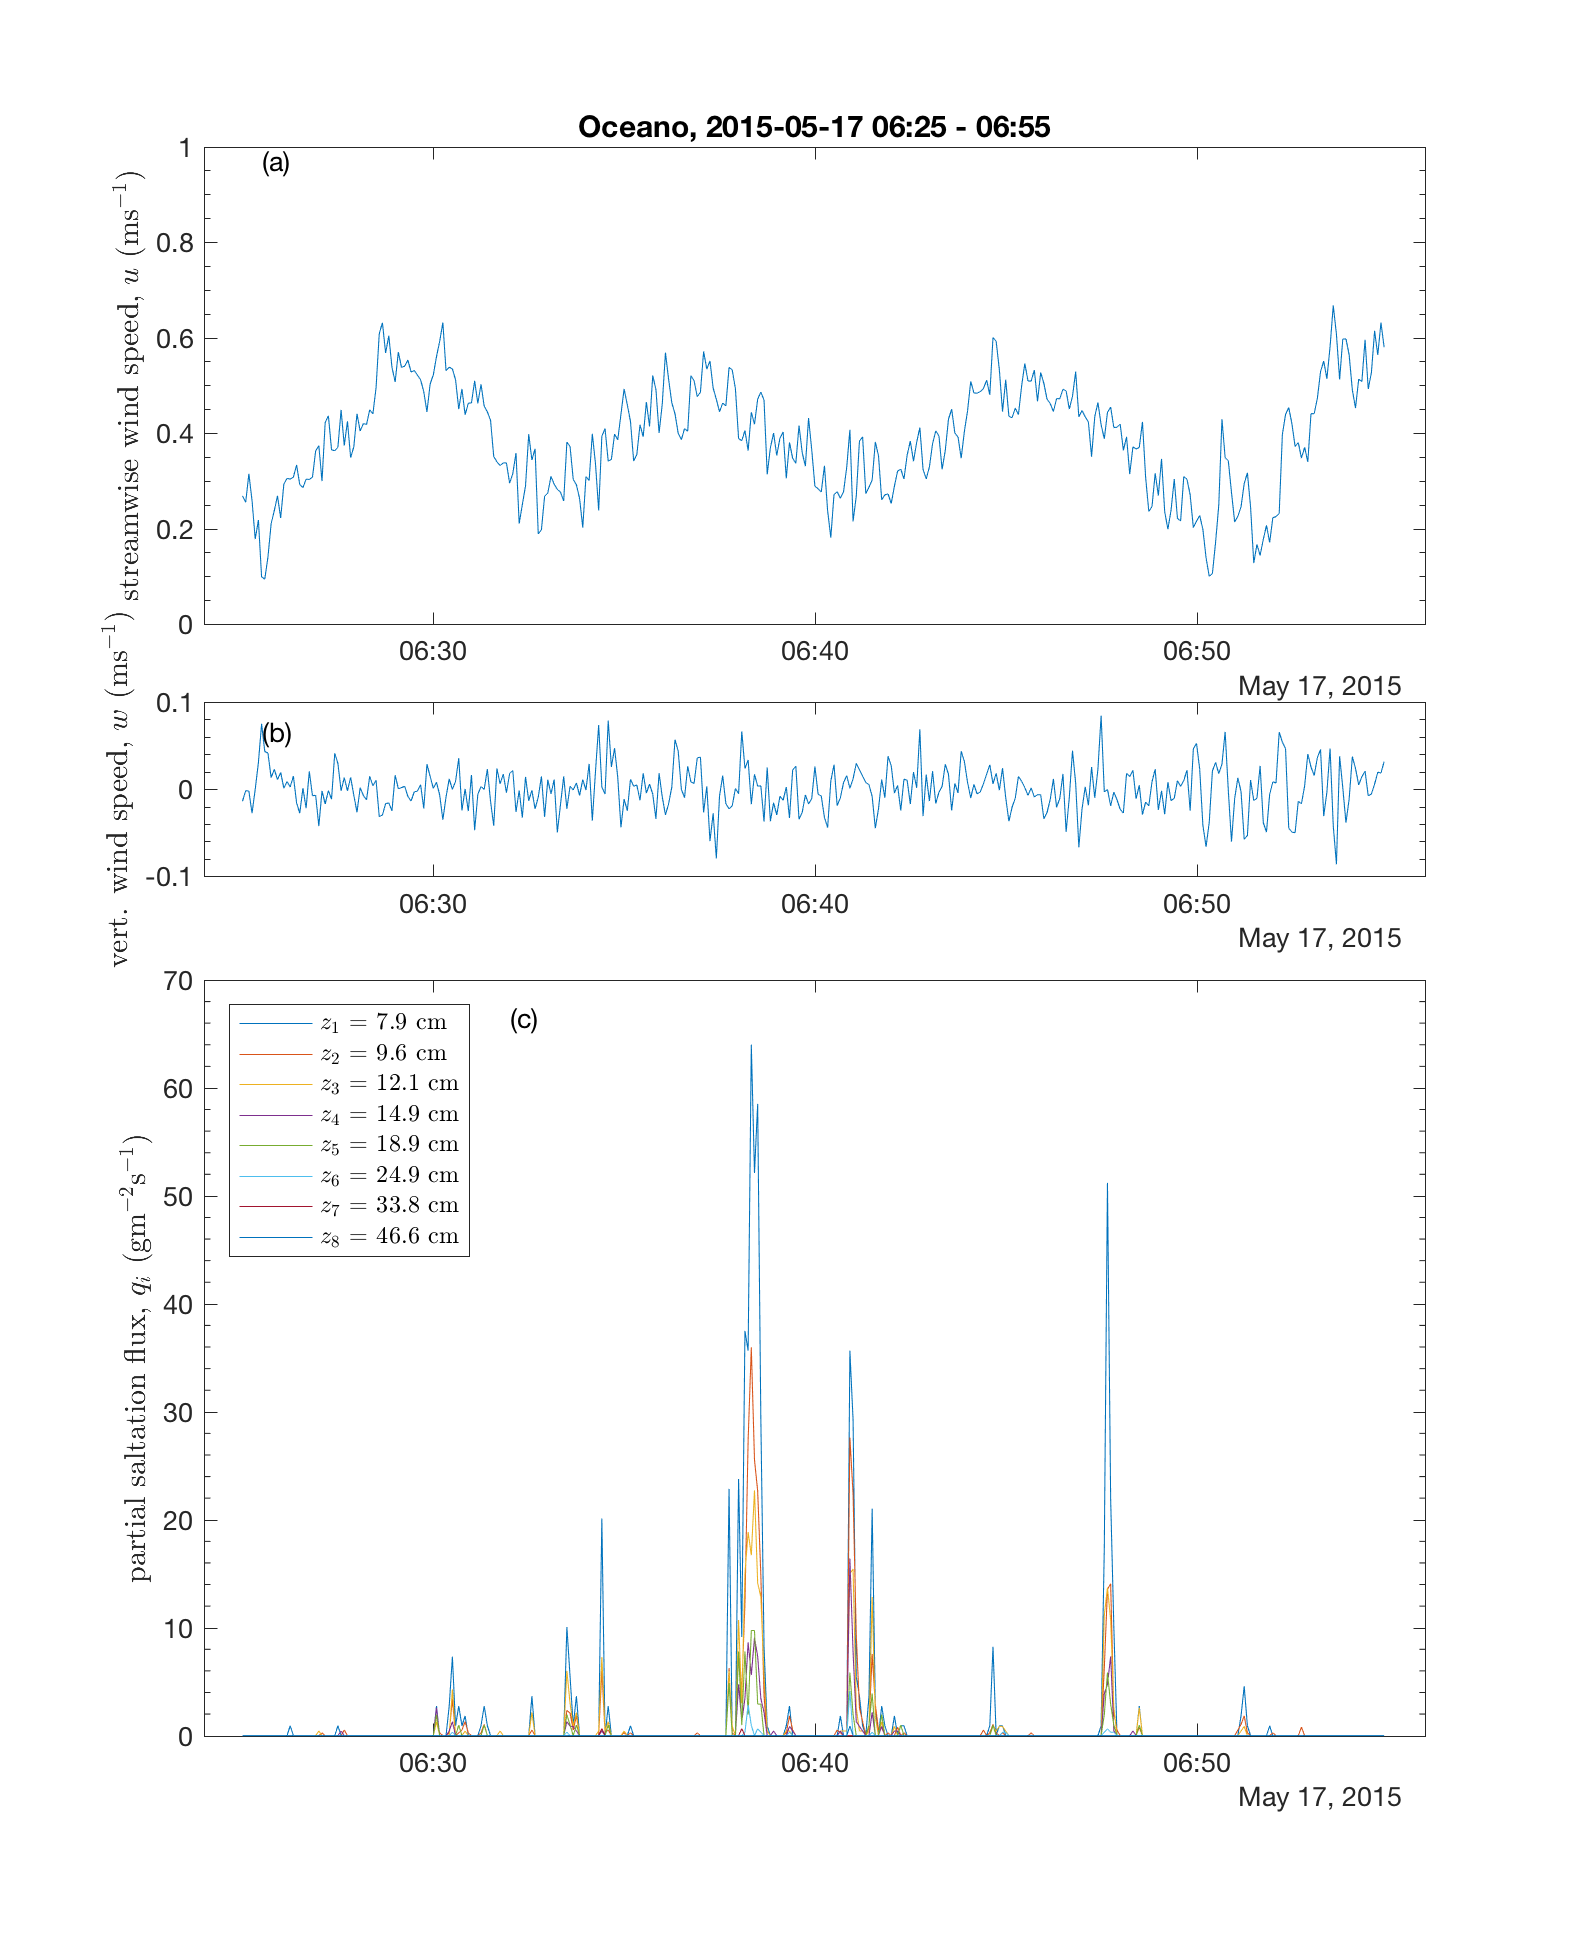 Oceano, 2015-05-17 06:25 - 06:55
(a)
streamwise wind speed, u (ms⁻¹)
1
0.8
0.6
0.4
0.2
0
06:30 06:40 06:50
May 17, 2015
(b)
vert. wind speed, w (ms⁻¹)
0.1
0
-0.1
06:30 06:40 06:50
May 17, 2015
(c)
partial saltation flux, qᵢ (gm⁻²s⁻¹)
70
60
50
40
30
20
10
0
z₁ = 7.9 cm
z₂ = 9.6 cm
z₃ = 12.1 cm
z₄ = 14.9 cm
z₅ = 18.9 cm
z₆ = 24.9 cm
z₇ = 33.8 cm
z₈ = 46.6 cm
06:30 06:40 06:50
May 17, 2015